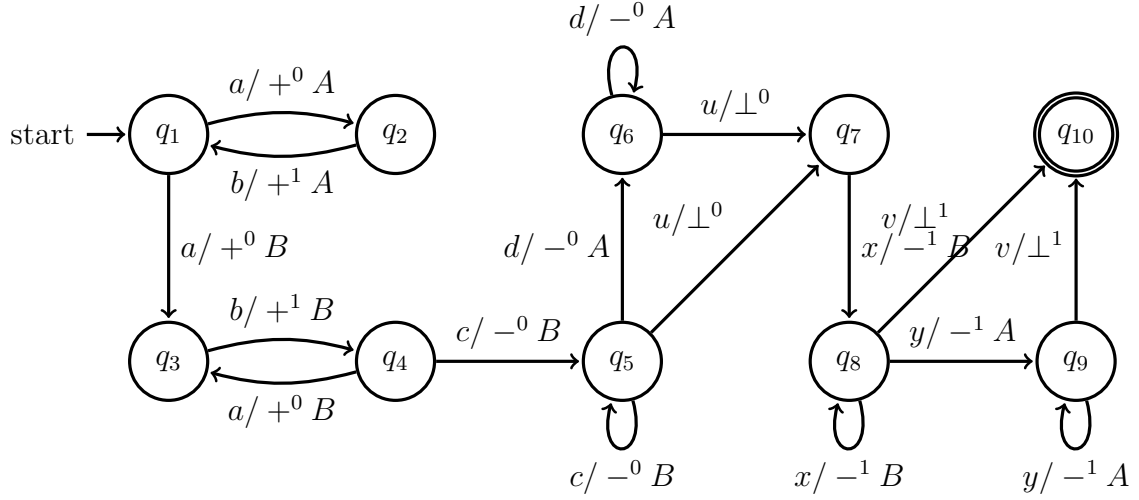 d/ −⁰ A
a/ +⁰ A
u/⊥⁰
start
q₁
q₂
q₆
q₇
q₁₀
b/ +¹ A
u/⊥⁰
v/⊥¹
a/ +⁰ B
d/ −⁰ A
x/ −¹ B
v/⊥¹
b/ +¹ B
c/ −⁰ B
y/ −¹ A
q₃
q₄
q₅
q₈
q₉
a/ +⁰ B
c/ −⁰ B
x/ −¹ B
y/ −¹ A